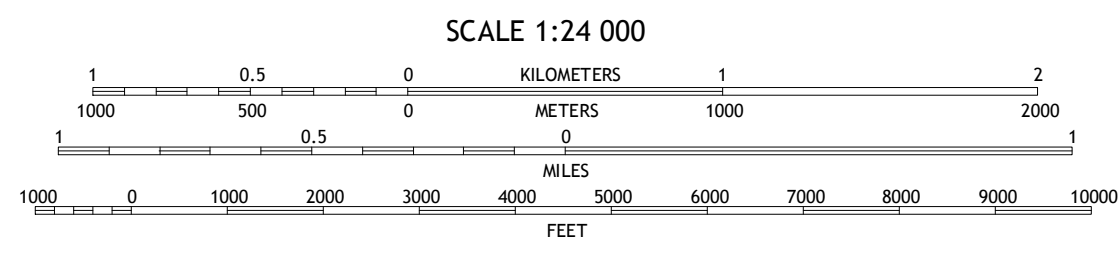 SCALE 1:24 000
1 0.5 0 KILOMETERS 1 2
1000 500 0 METERS 1000 2000
1 0.5 0 1
MILES
1000 0 1000 2000 3000 4000 5000 6000 7000 8000 9000 10000
FEET